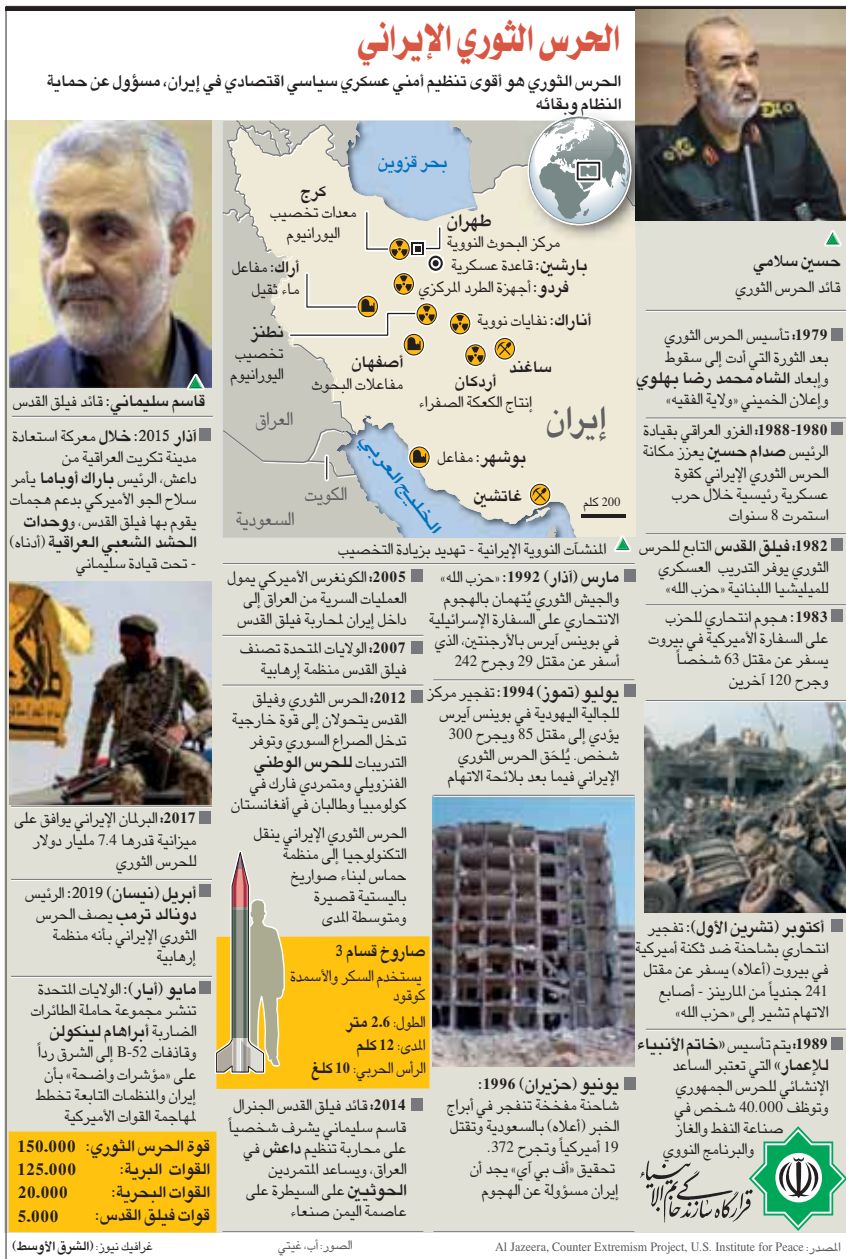 الحرس الثوري الإيراني
الحرس الثوري هو أقوى تنظيم أمني عسكري سياسي اقتصادي في إيران، مسؤول عن حماية
النظام وبقائه
حسين سلامي
قائد الحرس الثوري
1979: تأسيس الحرس الثوري
بعد الثورة التي أدت إلى سقوط
وإبعاد الشاه محمد رضا بهلوي
وإعلان الخميني «ولاية الفقيه»
1980-1988: الغزو العراقي بقيادة
الرئيس صدام حسين يعزز مكانة
الحرس الثوري الإيراني كقوة
عسكرية رئيسية خلال حرب
استمرت 8 سنوات
1982: فيلق القدس التابع للحرس
الثوري يوفر التدريب العسكري
للميليشيا اللبنانية «حزب الله»
1983: هجوم انتحاري للحزب
على السفارة الأميركية في بيروت
يسفر عن مقتل 63 شخصاً
وجرح 120 آخرين
أكتوبر (تشرين الأول): تفجير
انتحاري بشاحنة ضد ثكنة أميركية
في بيروت (أعلاه) يسفر عن مقتل
241 جندياً من المارينز - أصابع
الاتهام تشير إلى «حزب الله»
1989: يتم تأسيس «خاتم الأنبياء
للإعمار» التي تعتبر الساعد
الإنشائي للحرس الجمهوري
وتوظف 40.000 شخص في
صناعة النفط والغاز
والبرنامج النووي
قرارگاه سازندگی خاتم الانبیاء
بحر قزوين
كرج
معدات تخصيب
اليورانيوم
طهران
مركز البحوث النووية
بارشين: قاعدة عسكرية
فردو: أجهزة الطرد المركزي
أراك: مفاعل
ماء ثقيل
أناراك: نفايات نووية
نطنز
تخصيب
اليورانيوم
أصفهان
مفاعلات البحوث
ساغند
أردكان
إنتاج الكعكة الصفراء
إيران
العراق
بوشهر: مفاعل
الكويت
الخليج العربي
غاتشين
السعودية
200 كلم
المنشآت النووية الإيرانية - تهديد بزيادة التخصيب
مارس (آذار) 1992: «حزب الله»
والجيش الثوري يُتهمان بالهجوم
الانتحاري على السفارة الإسرائيلية
في بوينس آيرس بالأرجنتين، الذي
أسفر عن مقتل 29 وجرح 242
يوليو (تموز) 1994: تفجير مركز
للجالية اليهودية في بوينس آيرس
يؤدي إلى مقتل 85 ويجرح 300
شخص. يُلحَق الحرس الثوري
الإيراني فيما بعد بلائحة الاتهام
يونيو (حزيران) 1996:
شاحنة مفخخة تنفجر في أبراج
الخبر (أعلاه) بالسعودية وتقتل
19 أميركياً وتجرح 372.
تحقيق «أف بي آي» يجد أن
إيران مسؤولة عن الهجوم
2005: الكونغرس الأميركي يمول
العمليات السرية من العراق إلى
داخل إيران لمحاربة فيلق القدس
2007: الولايات المتحدة تصنف
فيلق القدس منظمة إرهابية
2012: الحرس الثوري وفيلق
القدس يتحولان إلى قوة خارجية
تدخل الصراع السوري وتوفر
التدريبات للحرس الوطني
الفنزويلي ومتمردي فارك في
كولومبيا وطالبان في أفغانستان
الحرس الثوري الإيراني ينقل
التكنولوجيا إلى منظمة
حماس لبناء صواريخ
باليستية قصيرة
ومتوسطة المدى
صاروخ قسام 3
يستخدم السكر والأسمدة
كوقود
الطول: 2.6 متر
المدى: 12 كلم
الرأس الحربي: 10 كلغ
2014: قائد فيلق القدس الجنرال
قاسم سليماني يشرف شخصياً
على محاربة تنظيم داعش في
العراق، ويساعد المتمردين
الحوثيين على السيطرة على
عاصمة اليمن صنعاء
قاسم سليماني: قائد فيلق القدس
آذار 2015: خلال معركة استعادة
مدينة تكريت العراقية من
داعش، الرئيس باراك أوباما يأمر
سلاح الجو الأميركي بدعم هجمات
يقوم بها فيلق القدس، ووحدات
الحشد الشعبي العراقية (أدناه)
- تحت قيادة سليماني
2017: البرلمان الإيراني يوافق على
ميزانية قدرها 7.4 مليار دولار
للحرس الثوري
أبريل (نيسان) 2019: الرئيس
دونالد ترمب يصف الحرس
الثوري الإيراني بأنه منظمة
إرهابية
مايو (أيار): الولايات المتحدة
تنشر مجموعة حاملة الطائرات
الضاربة أبراهام لينكولن
وقاذفات B-52 إلى الشرق رداً
على «مؤشرات واضحة» بأن
إيران والمنظمات التابعة تخطط
لمهاجمة القوات الأميركية
قوة الحرس الثوري: 150.000
القوات البرية: 125.000
القوات البحرية: 20.000
قوات فيلق القدس: 5.000
المصدر: Al Jazeera, Counter Extremism Project, U.S. Institute for Peace
الصور: أب، غيتي
غرافيك نيوز: (الشرق الأوسط)